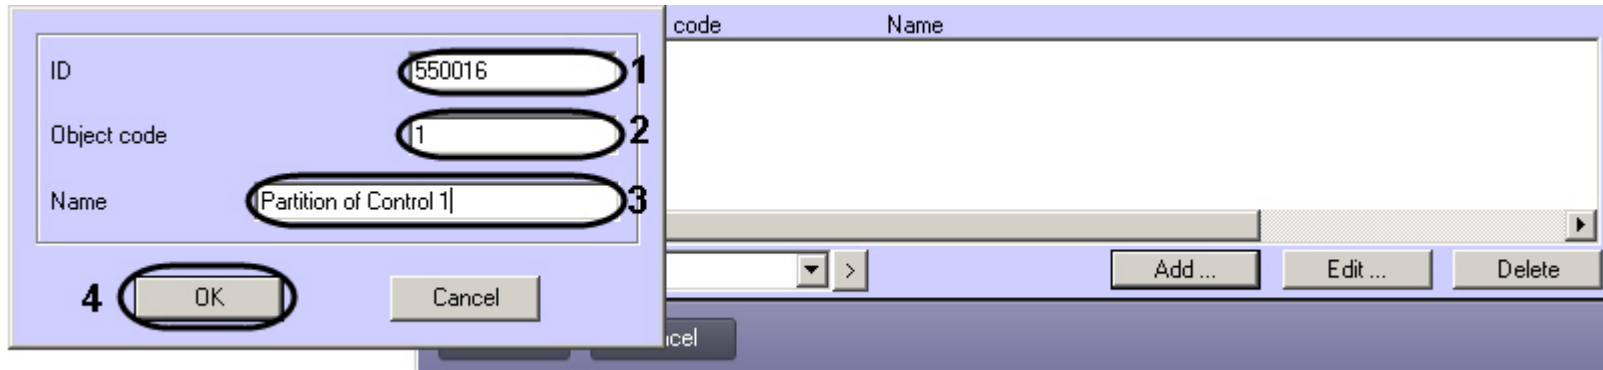 code Name
ID 550016 1
Object code 1 2
Name Partition of Control 1 3
4 OK Cancel
> Add ... Edit ... Delete
ncel